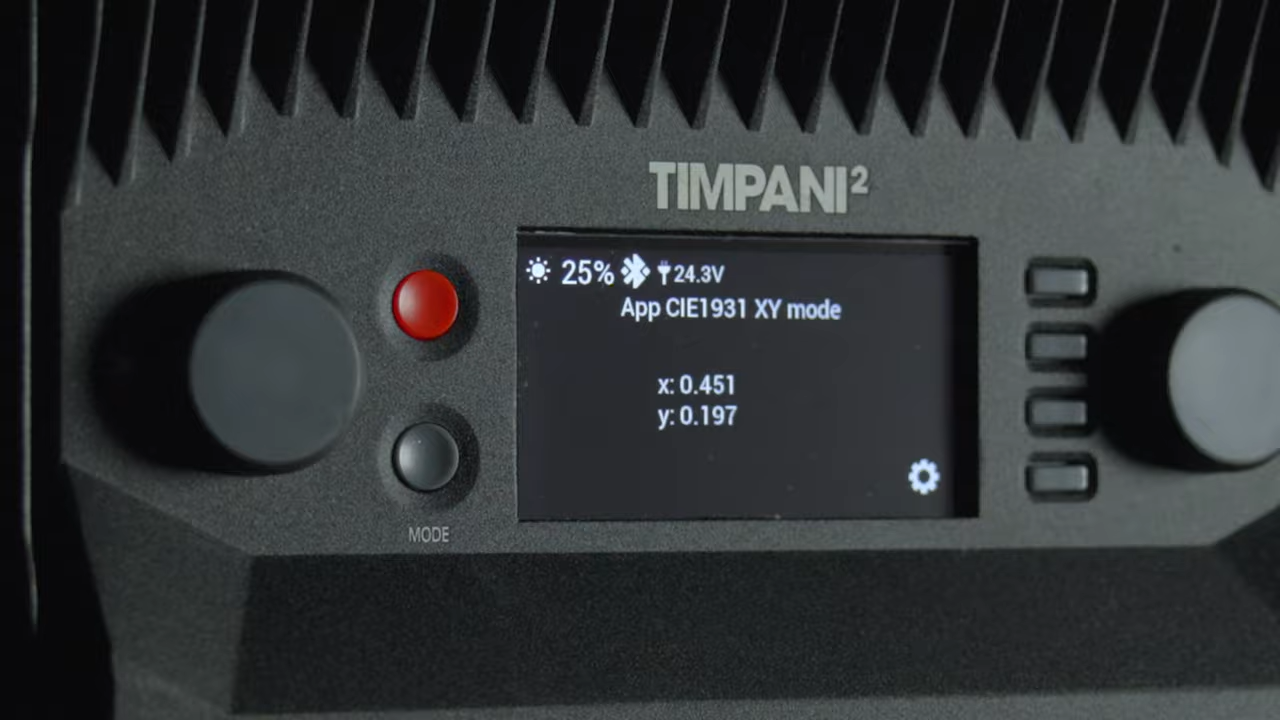 TIMPANI²
25% 24.3V
App CIE1931 XY mode
x: 0.451
y: 0.197
MODE